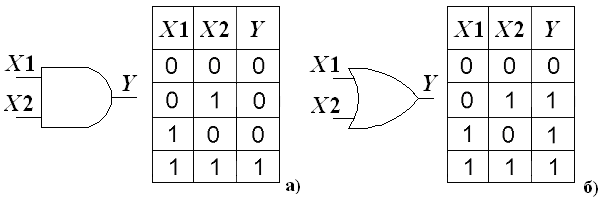 X1
X2
Y
X1 X2 Y
0 0 0
0 1 0
1 0 0
1 1 1
а)
X1
X2
Y
X1 X2 Y
0 0 0
0 1 1
1 0 1
1 1 1
б)